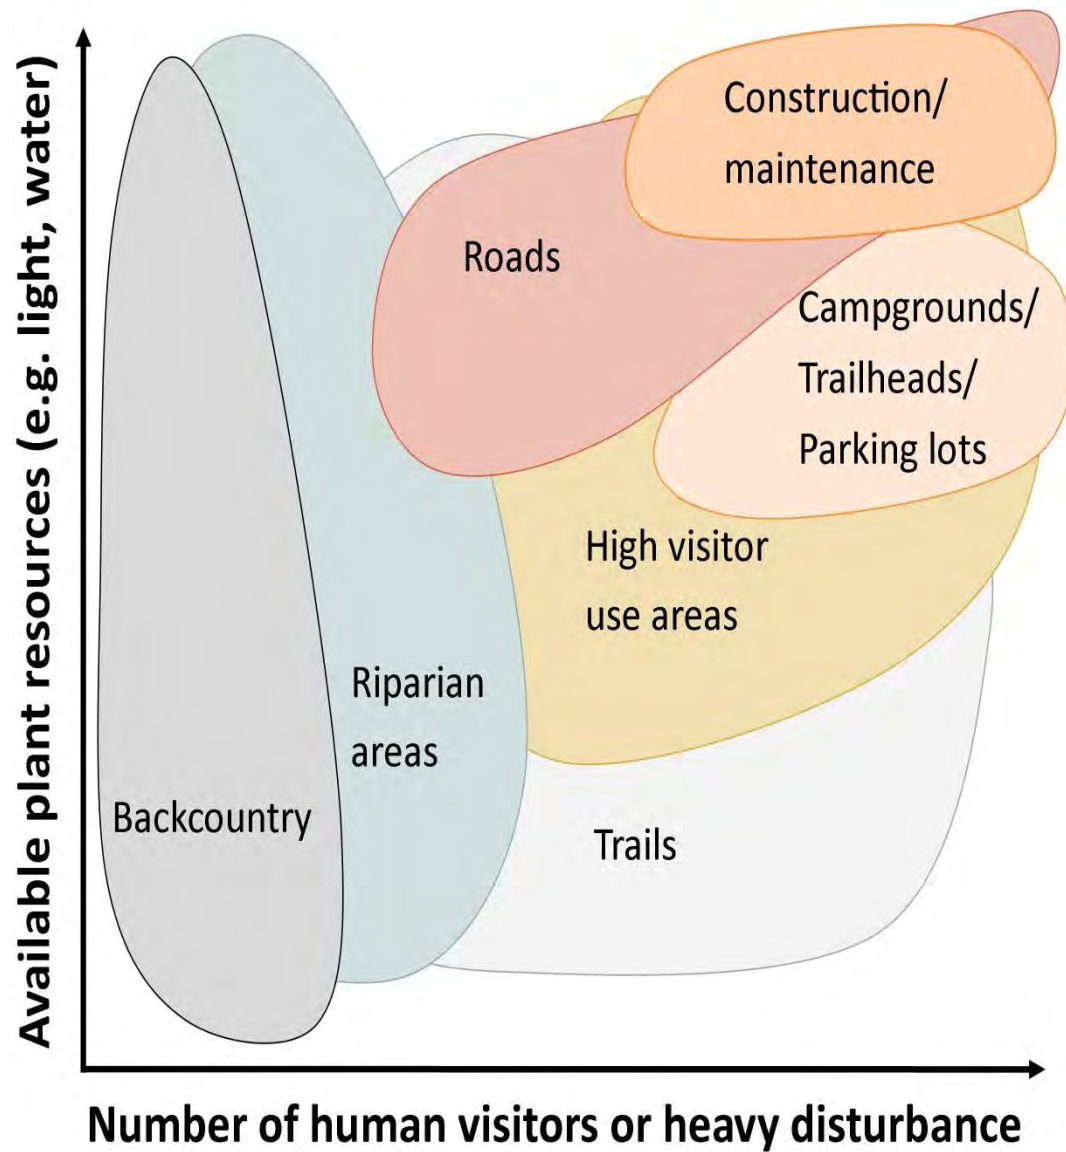 Available plant resources (e.g. light, water)
Construction/
maintenance
Roads
Campgrounds/
Trailheads/
Parking lots
High visitor
use areas
Riparian
areas
Backcountry
Trails
Number of human visitors or heavy disturbance